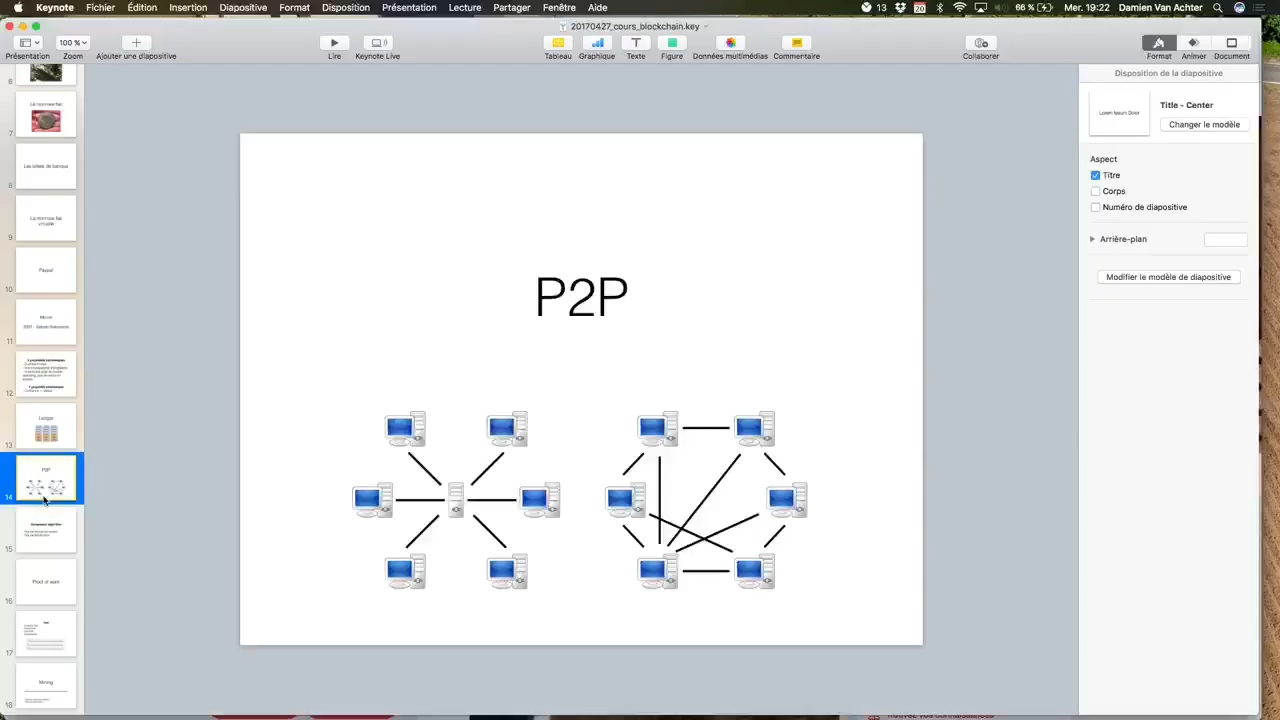 Keynote Fichier Édition Insertion Diapositive Format Disposition Présentation Lecture Partager Fenêtre Aide 13 20 66 % Mer. 19:22 Damien Van Achter
20170427_cours_blockchain.key
100 %
Présentation Zoom Ajouter une diapositive Lire Keynote Live Tableau Graphique Texte Figure Données multimédias Commentaire Collaborer Format Animer Document
Disposition de la diapositive
Lorem Ipsum Dolor
Title - Center
Changer le modèle
Aspect
Titre
Corps
Numéro de diapositive
Arrière-plan
Modifier le modèle de diapositive
6
La monnaie fiat
7
Les billets de banque
8
La monnaie fiat
virtuelle
9
Paypal
10
11
12
Ledger
13
P2P
14
15
Proof of work
16
17
Mining
18
P2P